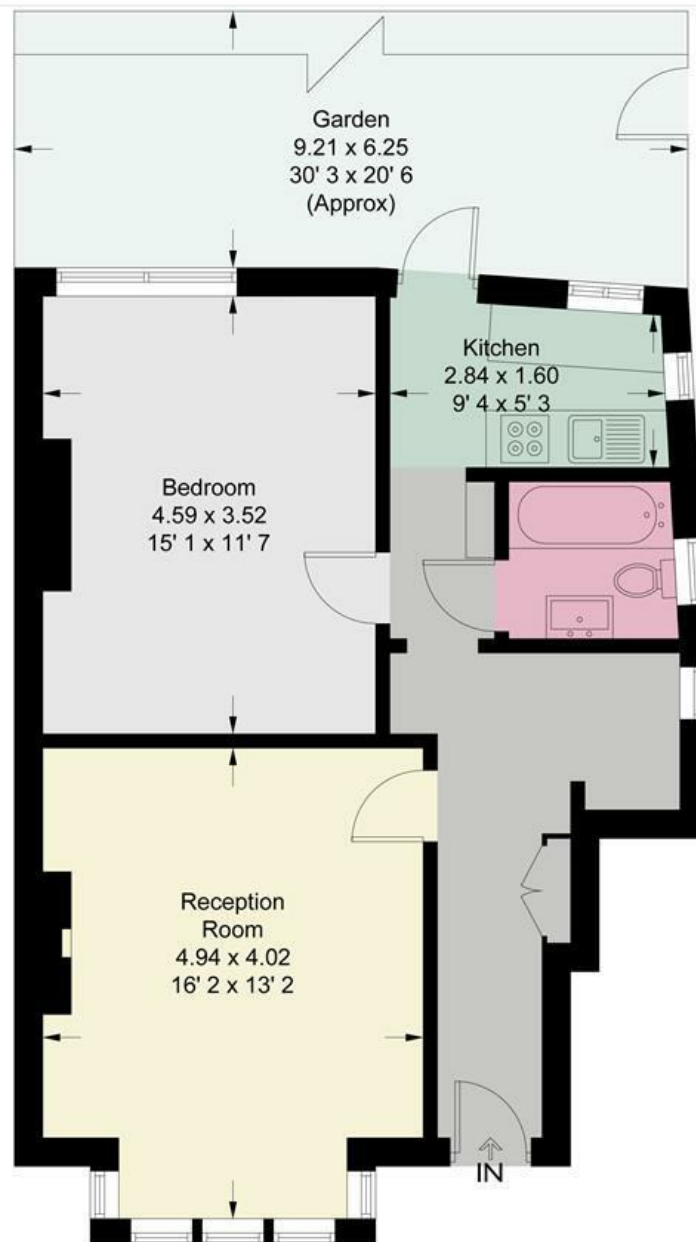 Garden
9.21 x 6.25
30' 3 x 20' 6
(Approx)
Kitchen
2.84 x 1.60
9' 4 x 5' 3
Bedroom
4.59 x 3.52
15' 1 x 11' 7
Reception
Room
4.94 x 4.02
16' 2 x 13' 2
IN